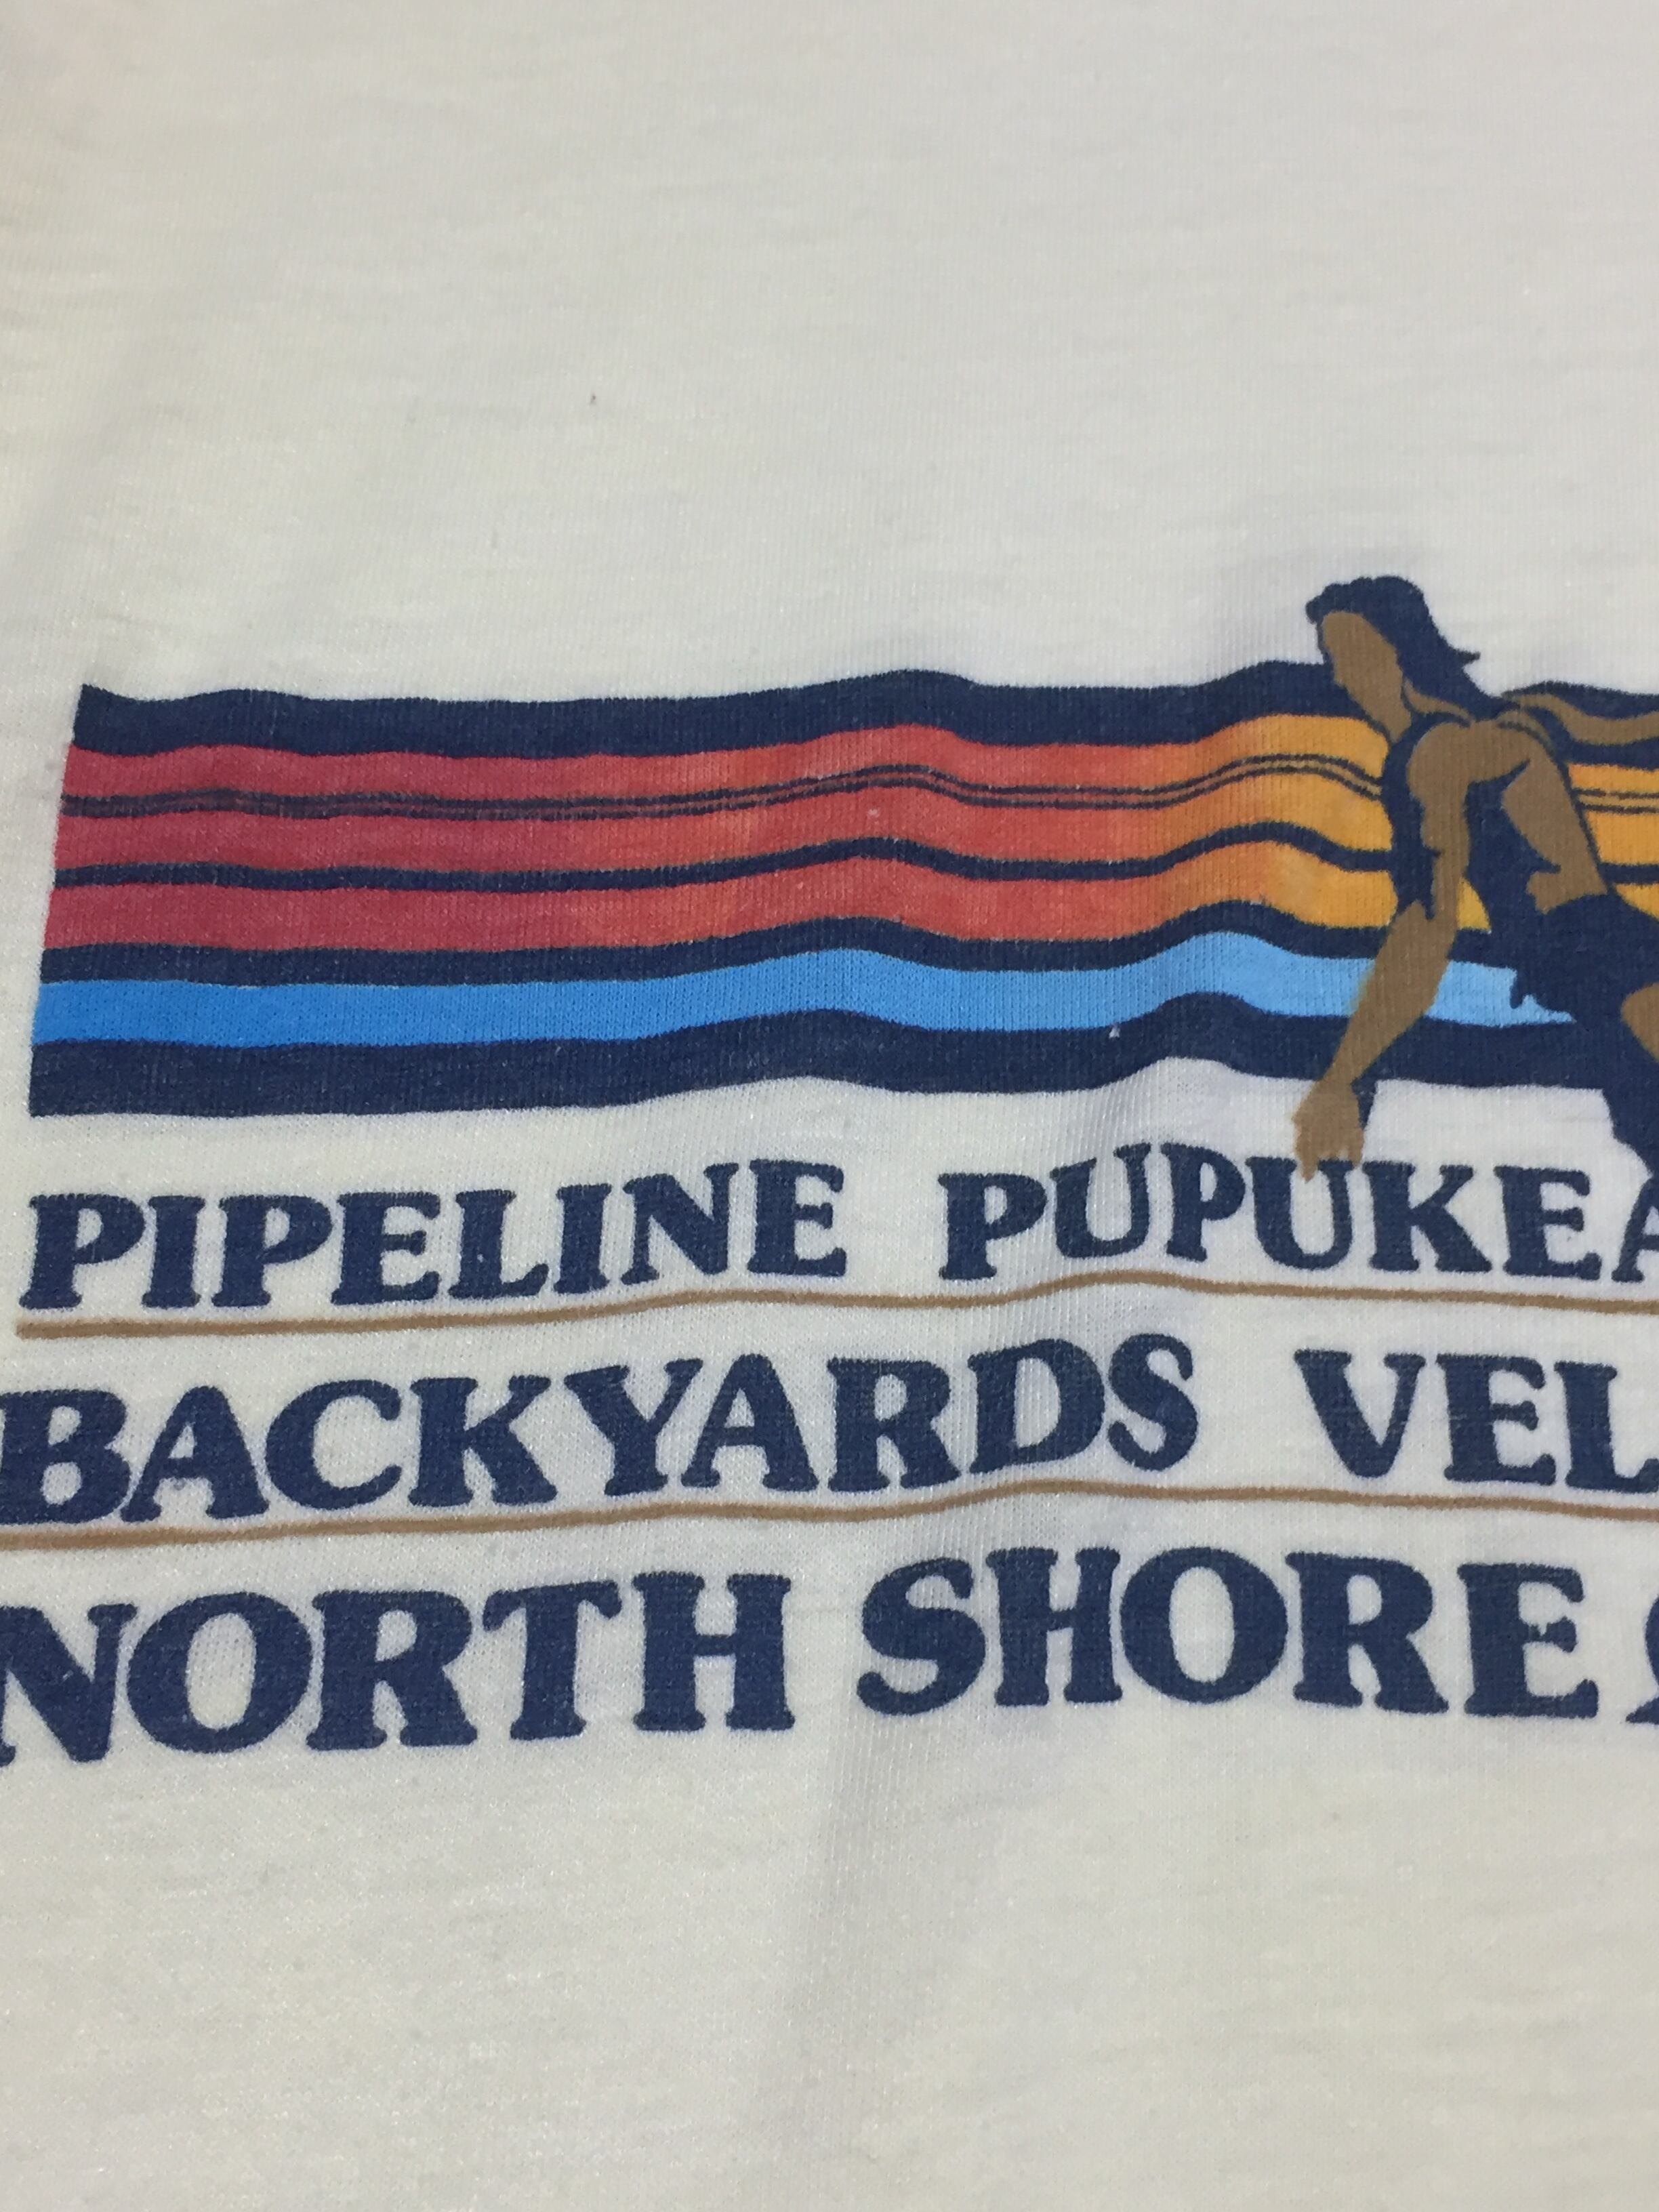 PIPELINE PUPUKEA
BACKYARDS VEL
NORTH SHORE